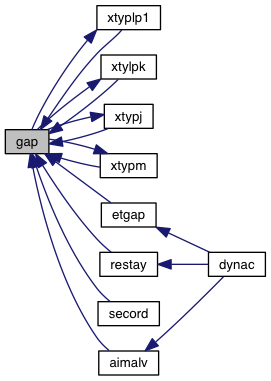 xtyplp1
xtylpk
gap
xtypj
xtypm
etgap
restay
dynac
secord
aimalv